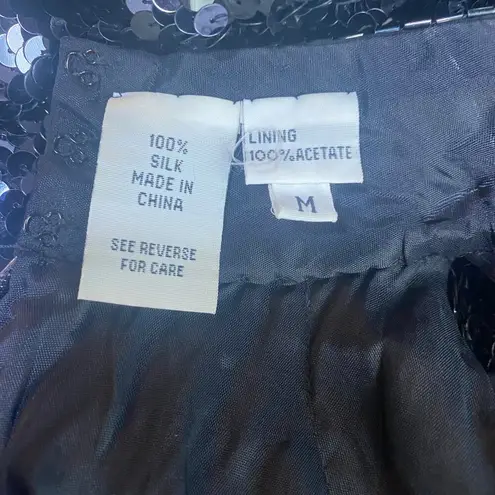 100%
SILK
MADE IN
CHINA
SEE REVERSE
FOR CARE
LINING
100% ACETATE
M